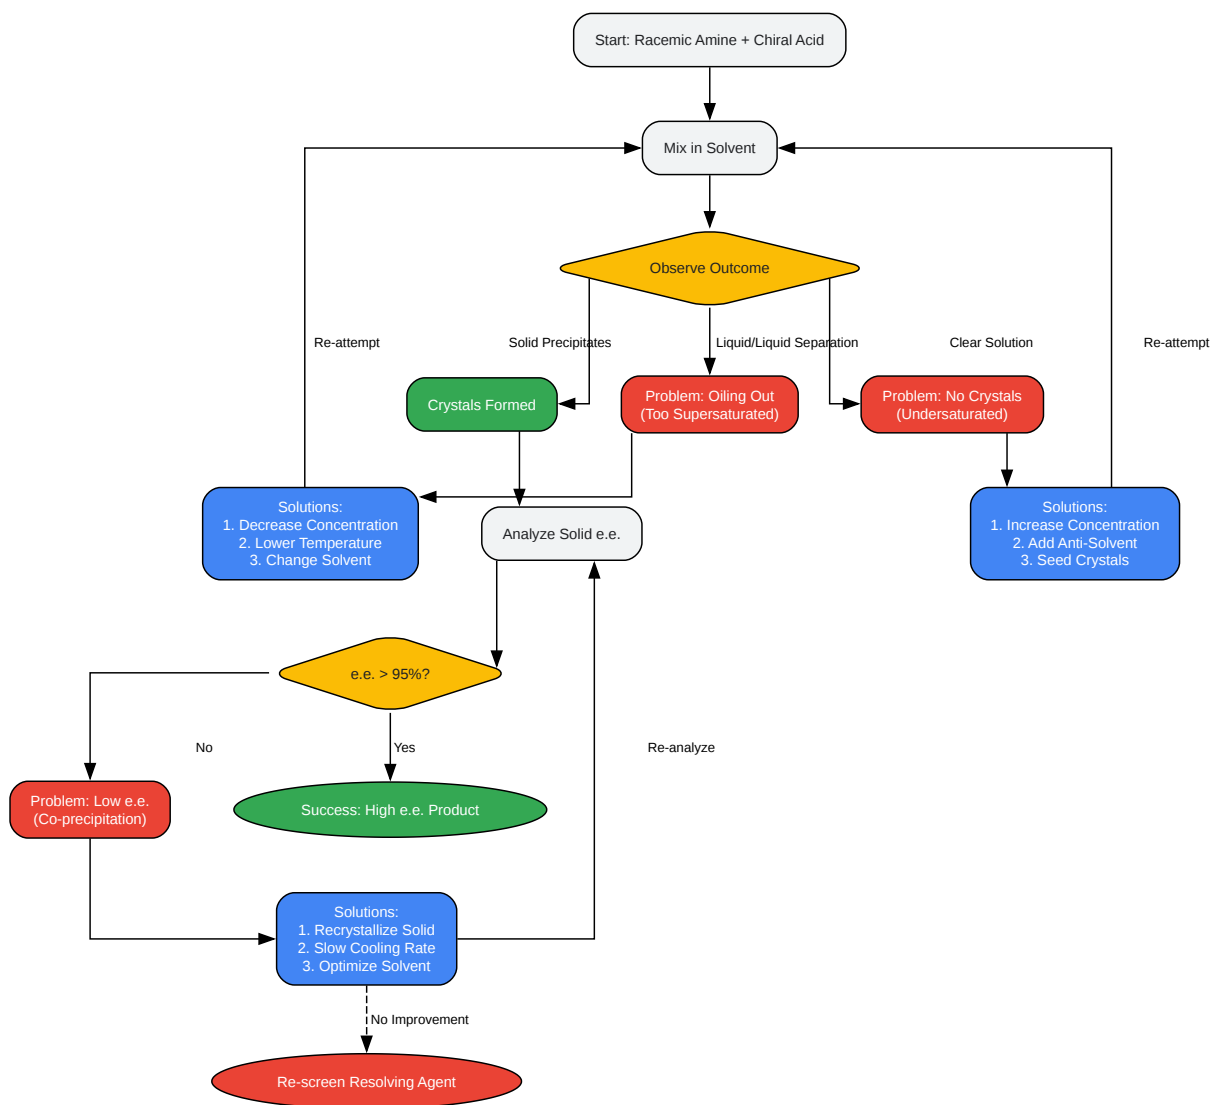 Start: Racemic Amine + Chiral Acid
Mix in Solvent
Observe Outcome
Re-attempt
Solid Precipitates
Liquid/Liquid Separation
Clear Solution
Re-attempt
Crystals Formed
Problem: Oiling Out
(Too Supersaturated)
Problem: No Crystals
(Undersaturated)
Solutions:
1. Decrease Concentration
2. Lower Temperature
3. Change Solvent
Analyze Solid e.e.
Solutions:
1. Increase Concentration
2. Add Anti-Solvent
3. Seed Crystals
e.e. > 95%?
No
Yes
Re-analyze
Problem: Low e.e.
(Co-precipitation)
Success: High e.e. Product
Solutions:
1. Recrystallize Solid
2. Slow Cooling Rate
3. Optimize Solvent
No Improvement
Re-screen Resolving Agent